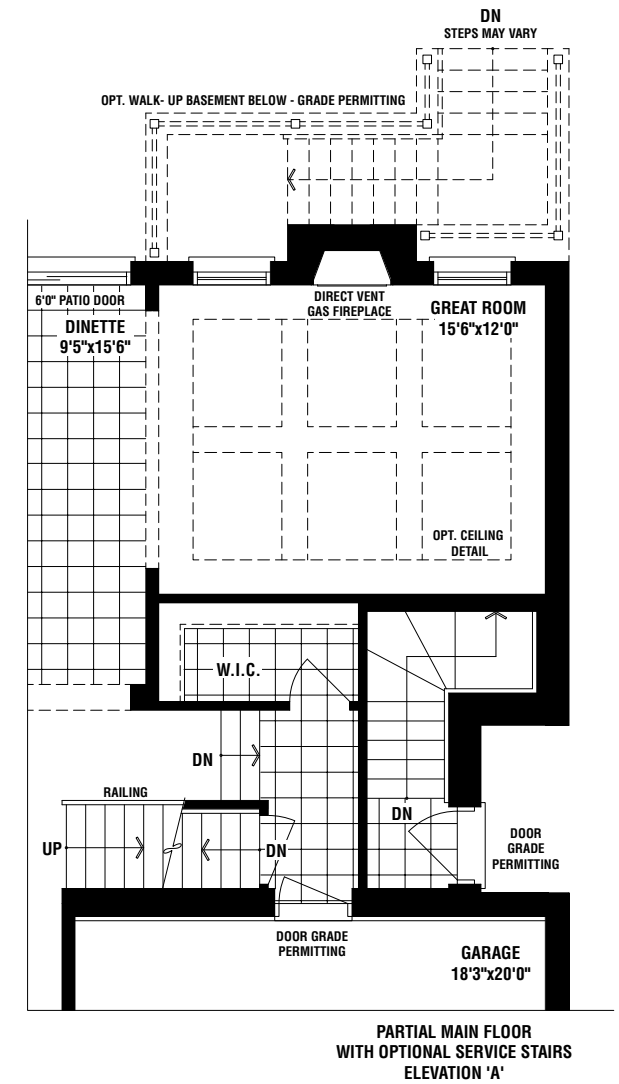 DN
STEPS MAY VARY
OPT. WALK- UP BASEMENT BELOW - GRADE PERMITTING
6'0" PATIO DOOR
DINETTE
9'5"x15'6"
DIRECT VENT
GAS FIREPLACE
GREAT ROOM
15'6"x12'0"
OPT. CEILING
DETAIL
W.I.C.
DN
RAILING
UP
DN
DN
DOOR
GRADE
PERMITTING
DOOR GRADE
PERMITTING
GARAGE
18'3"x20'0"
PARTIAL MAIN FLOOR
WITH OPTIONAL SERVICE STAIRS
ELEVATION 'A'